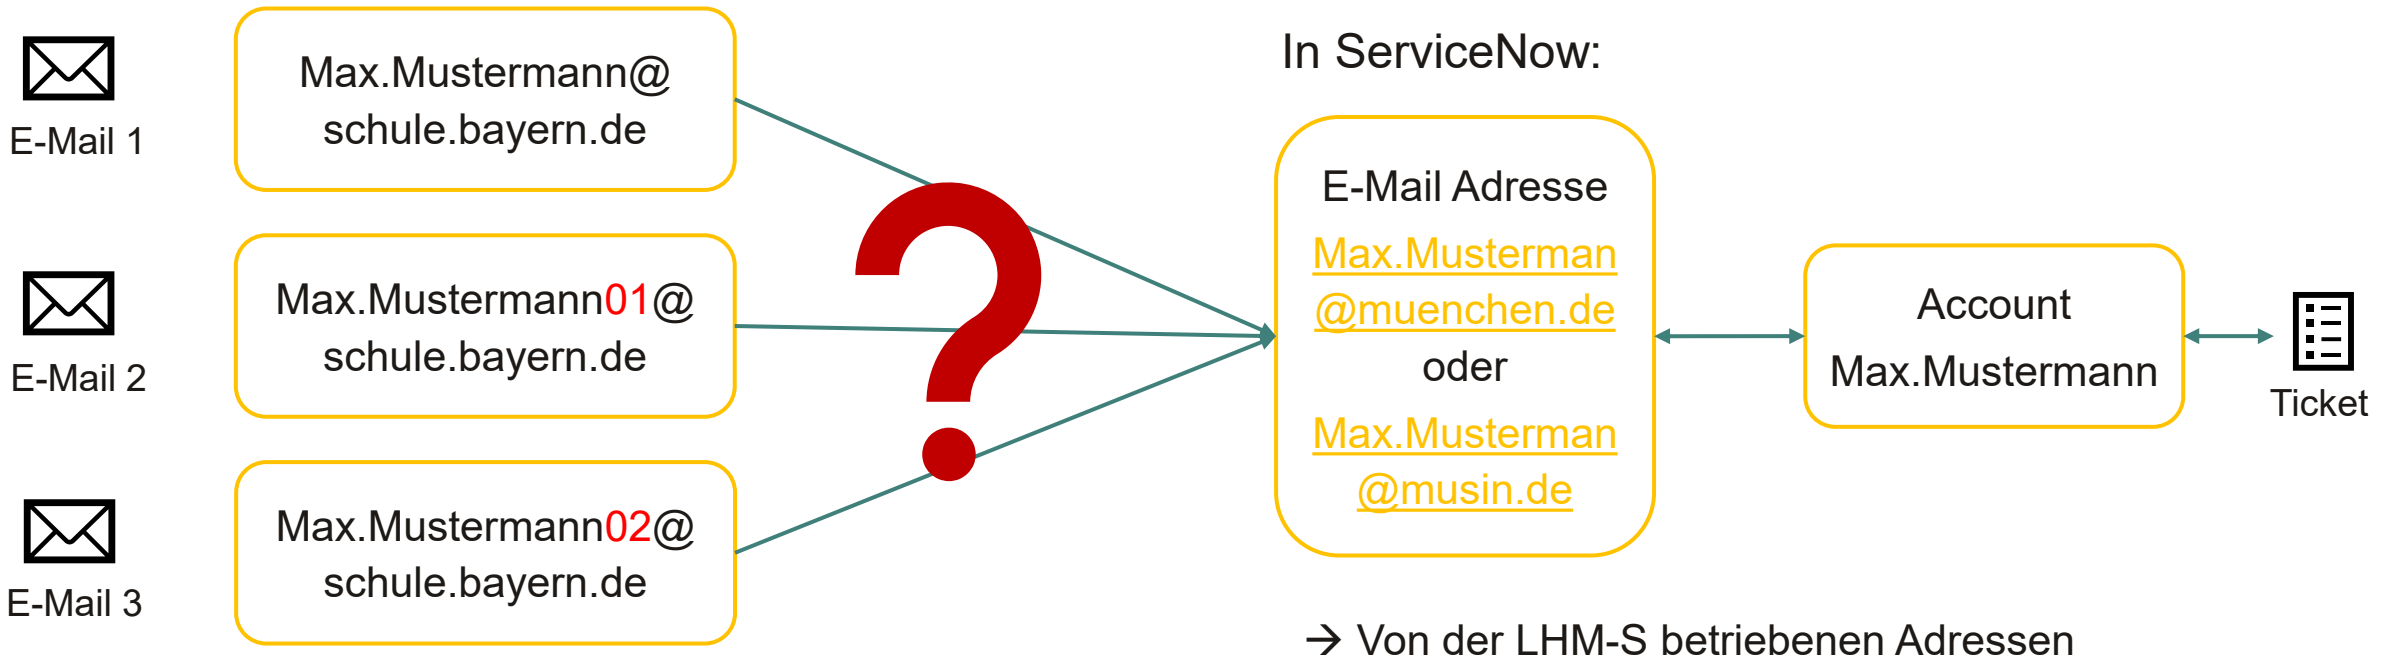 E-Mail 1
Max.Mustermann@
schule.bayern.de
E-Mail 2
Max.Mustermann01@
schule.bayern.de
E-Mail 3
Max.Mustermann02@
schule.bayern.de
?
In ServiceNow:
E-Mail Adresse
Max.Musterman
@muenchen.de
oder
Max.Musterman
@musin.de
Account
Max.Mustermann
Ticket
→ Von der LHM-S betriebenen Adressen